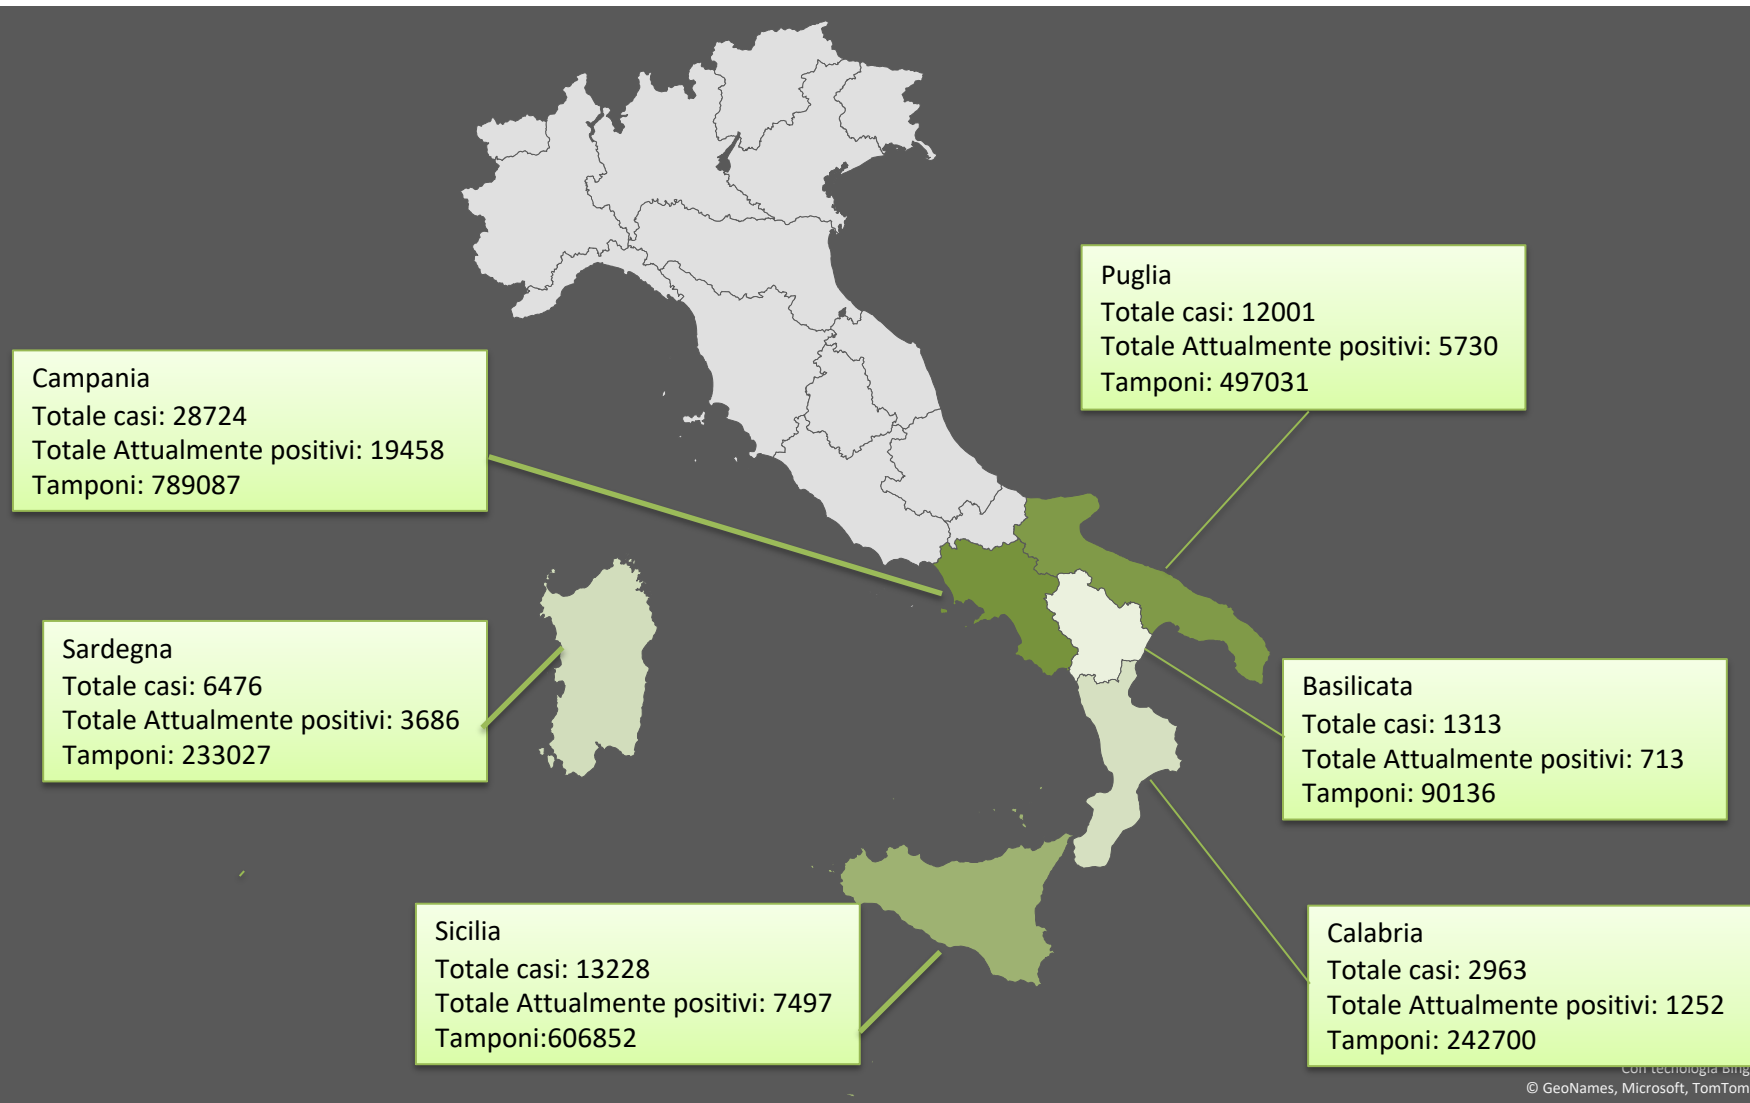 Puglia
Totale casi: 12001
Totale Attualmente positivi: 5730
Tamponi: 497031
Campania
Totale casi: 28724
Totale Attualmente positivi: 19458
Tamponi: 789087
Sardegna
Totale casi: 6476
Totale Attualmente positivi: 3686
Tamponi: 233027
Basilicata
Totale casi: 1313
Totale Attualmente positivi: 713
Tamponi: 90136
Sicilia
Totale casi: 13228
Totale Attualmente positivi: 7497
Tamponi:606852
Calabria
Totale casi: 2963
Totale Attualmente positivi: 1252
Tamponi: 242700
Con tecnologia Bing
© GeoNames, Microsoft, TomTom